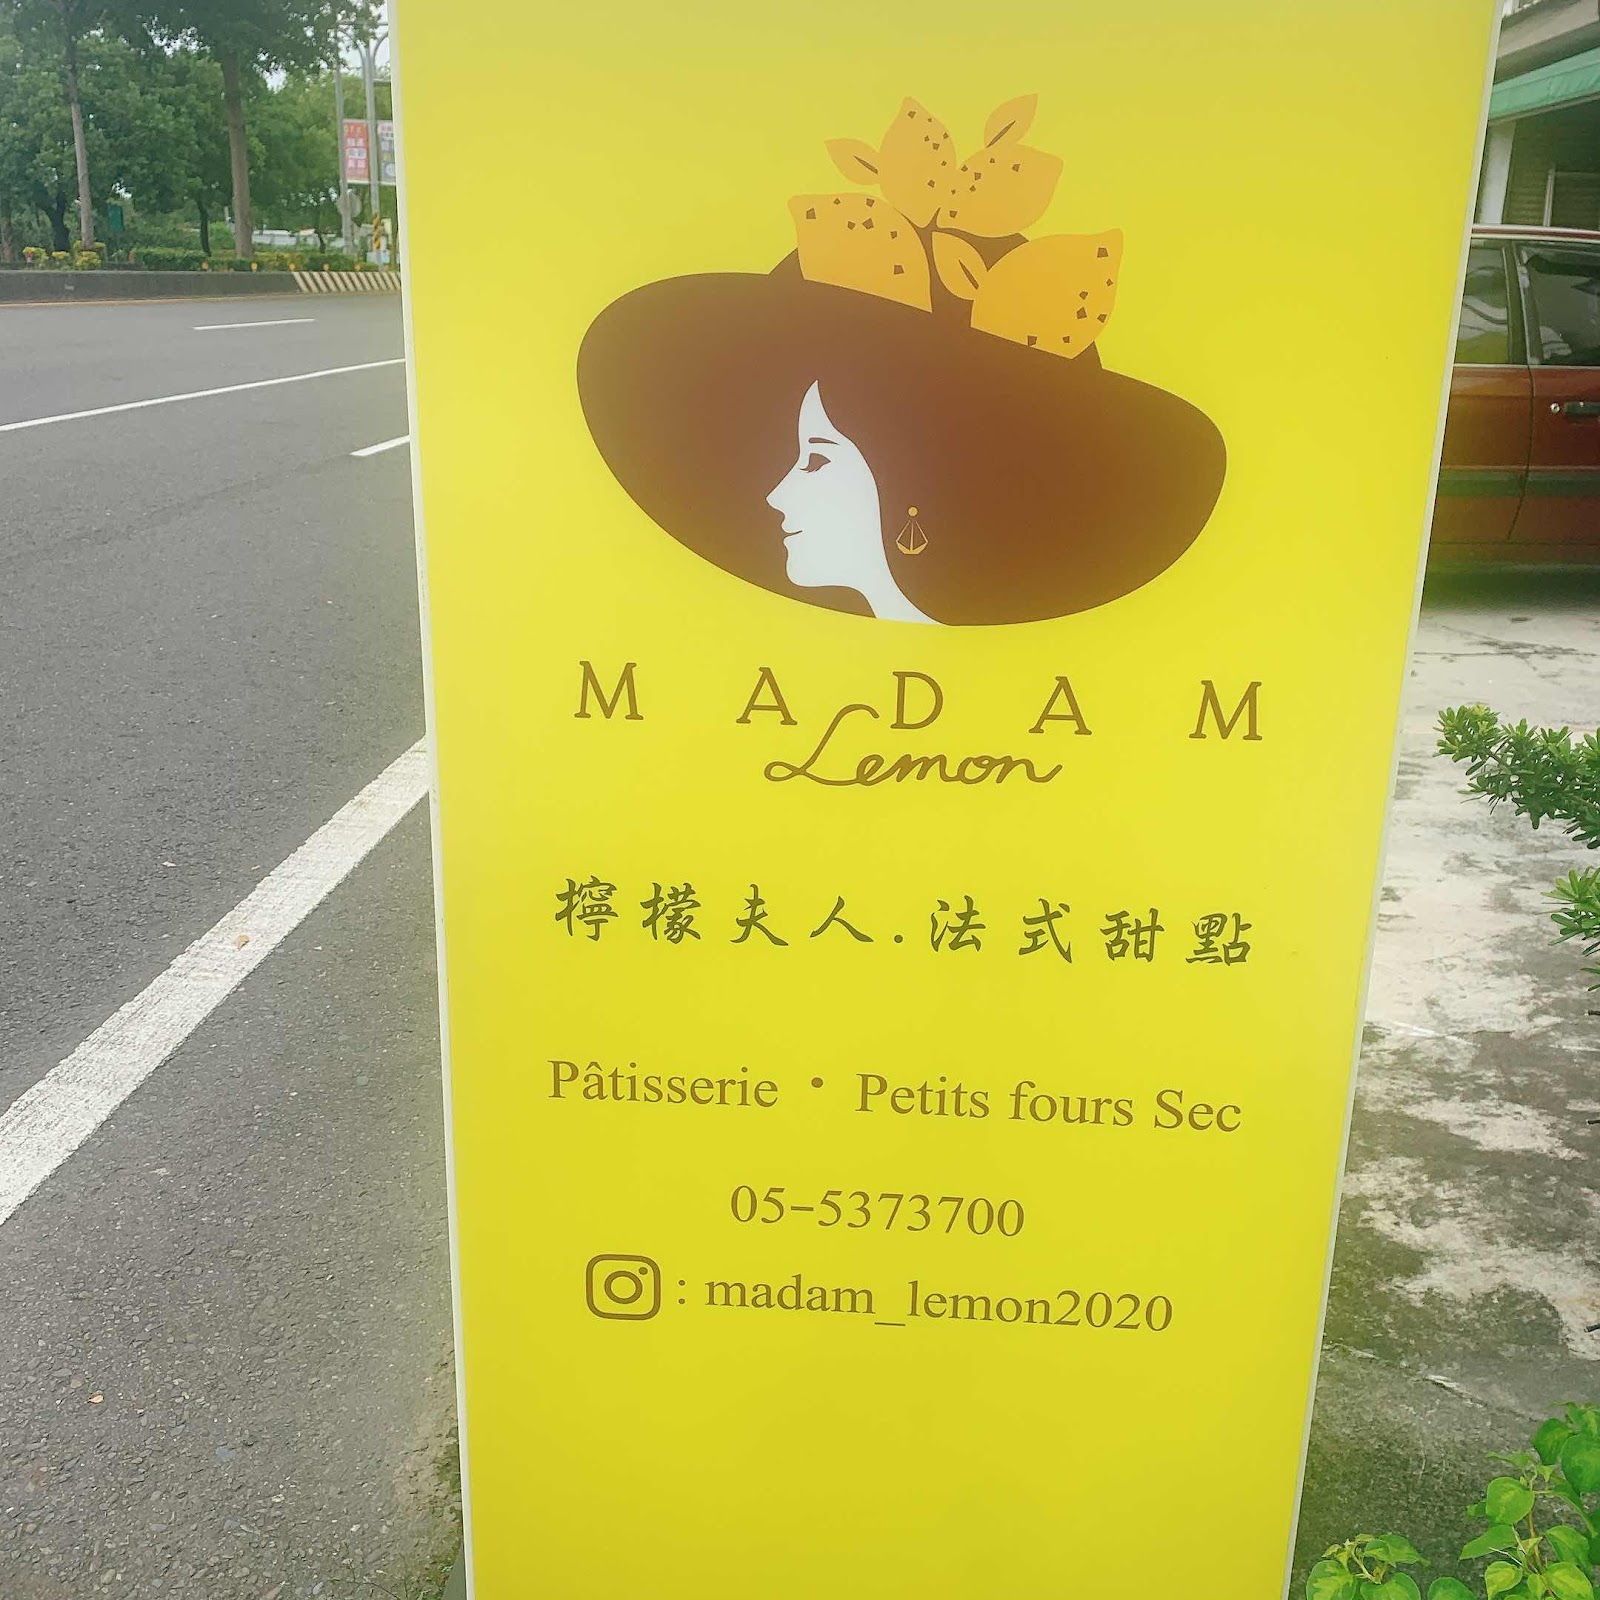 MADAM
Lemon
檸檬夫人.法式甜點
Pâtisserie・Petits fours Sec
05-5373700
: madam_lemon2020